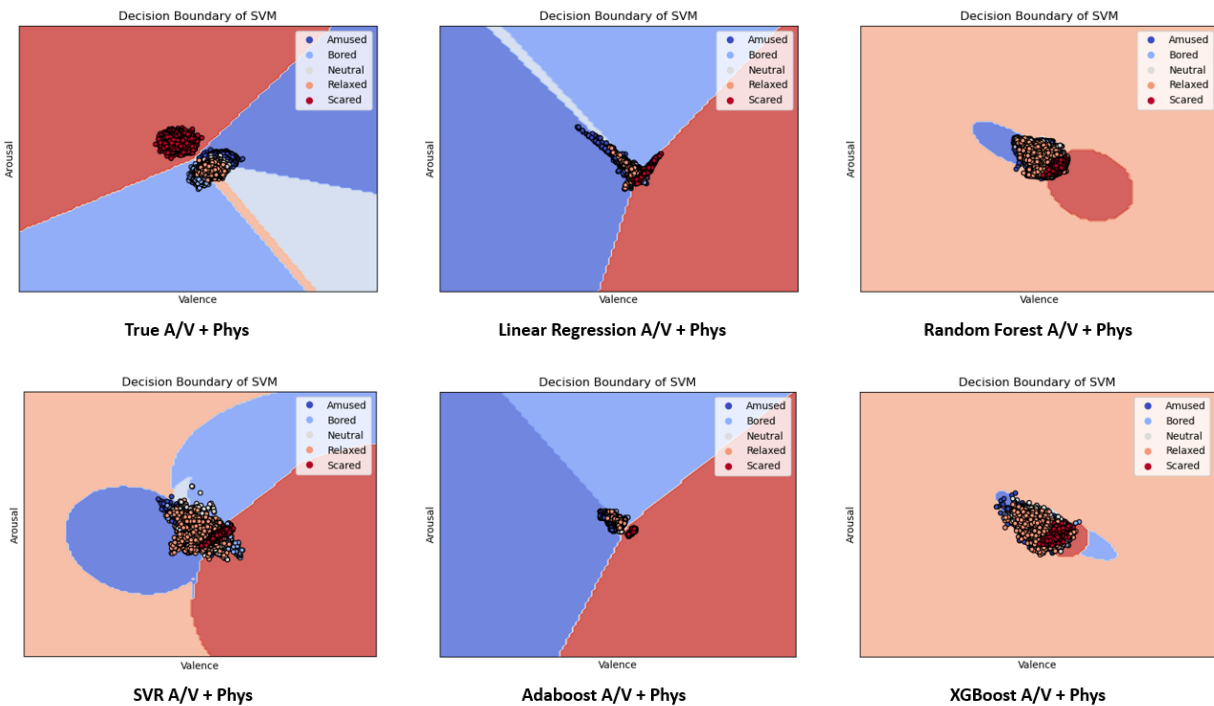 Decision Boundary of SVM
Amused
Bored
Neutral
Relaxed
Scared
Arousal
Valence
True A/V + Phys
Decision Boundary of SVM
Amused
Bored
Neutral
Relaxed
Scared
Arousal
Valence
Linear Regression A/V + Phys
Decision Boundary of SVM
Amused
Bored
Neutral
Relaxed
Scared
Arousal
Valence
Random Forest A/V + Phys
Decision Boundary of SVM
Amused
Bored
Neutral
Relaxed
Scared
Arousal
Valence
SVR A/V + Phys
Decision Boundary of SVM
Amused
Bored
Neutral
Relaxed
Scared
Arousal
Valence
Adaboost A/V + Phys
Decision Boundary of SVM
Amused
Bored
Neutral
Relaxed
Scared
Arousal
Valence
XGBoost A/V + Phys